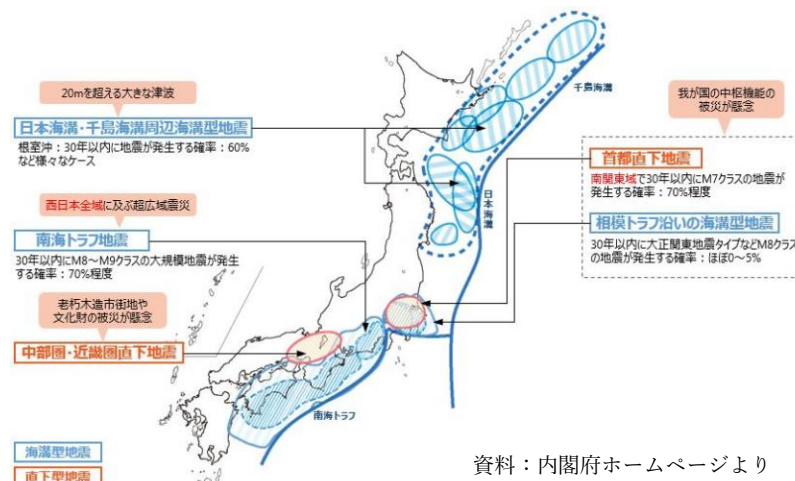 20mを超える大きな津波
日本海溝・千島海溝周辺海溝型地震
根室沖：30年以内に地震が発生する確率：60%
など様々なケース
西日本全域に及ぶ超広域震災
南海トラフ地震
30年以内にM8～M9クラスの大規模地震が発生
する確率：70%程度
老朽木造市街地や
文化財の被災が懸念
中部圏・近畿圏直下地震
海溝型地震
直下型地震
千島海溝
日本海溝
南海トラフ
我が国の中枢機能の
被災が懸念
首都直下地震
南関東域で30年以内にM7クラスの地震が
発生する確率：70%程度
相模トラフ沿いの海溝型地震
30年以内に大正関東地震タイプなどM8クラス
の地震が発生する確率：ほぼ0～5%
資料：内閣府ホームページより